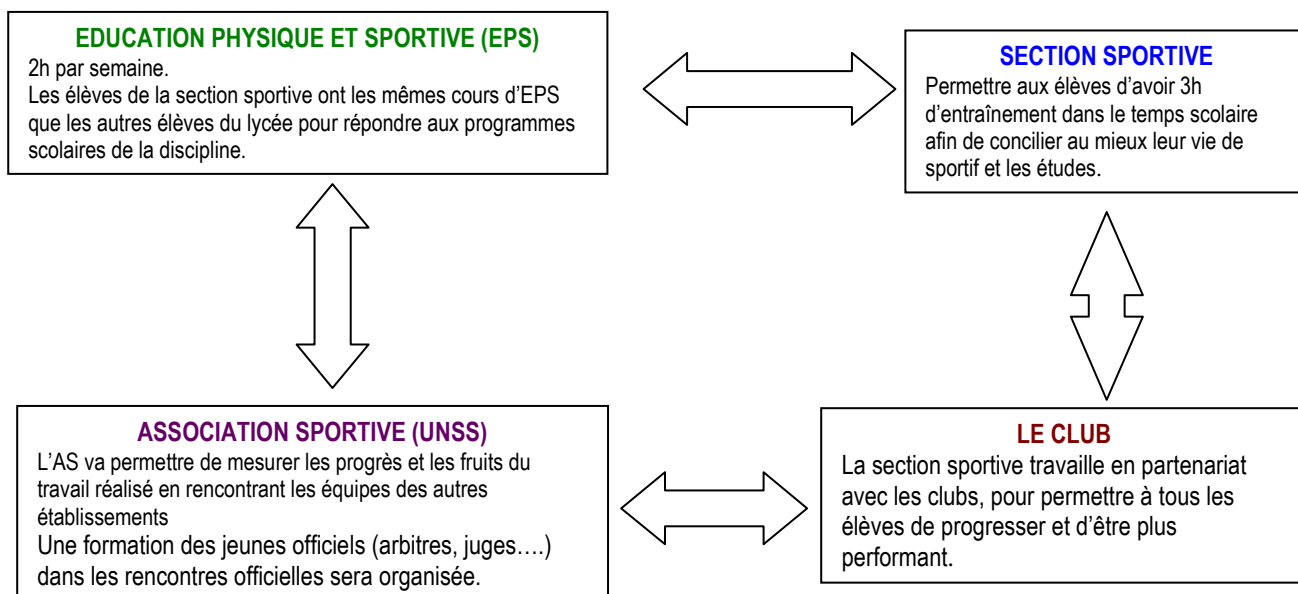 EDUCATION PHYSIQUE ET SPORTIVE (EPS)
2h par semaine.
Les élèves de la section sportive ont les mêmes cours d’EPS
que les autres élèves du lycée pour répondre aux programmes
scolaires de la discipline.
SECTION SPORTIVE
Permettre aux élèves d’avoir 3h
d’entraînement dans le temps scolaire
afin de concilier au mieux leur vie de
sportif et les études.
ASSOCIATION SPORTIVE (UNSS)
L’AS va permettre de mesurer les progrès et les fruits du
travail réalisé en rencontrant les équipes des autres
établissements
Une formation des jeunes officiels (arbitres, juges….)
dans les rencontres officielles sera organisée.
LE CLUB
La section sportive travaille en partenariat
avec les clubs, pour permettre à tous les
élèves de progresser et d’être plus
performant.